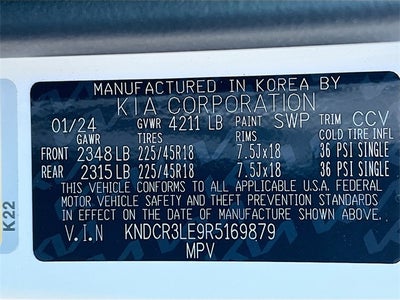 MANUFACTURED IN KOREA BY
KIA CORPORATION
01/24 GVWR 4211 LB PAINT SWP TRIM CCV
GAWR TIRES RIMS COLD TIRE INFL
FRONT 2348 LB 225/45R18 7.5Jx18 36 PSI SINGLE
REAR 2315 LB 225/45R18 7.5Jx18 36 PSI SINGLE
THIS VEHICLE CONFORMS TO ALL APPLICABLE U.S.A. FEDERAL
MOTOR VEHICLE SAFETY AND THEFT PREVENTION STANDARDS
IN EFFECT ON THE DATE OF MANUFACTURE SHOWN ABOVE.
V.I.N KNDCR3LE9R5169879
MPV
K22